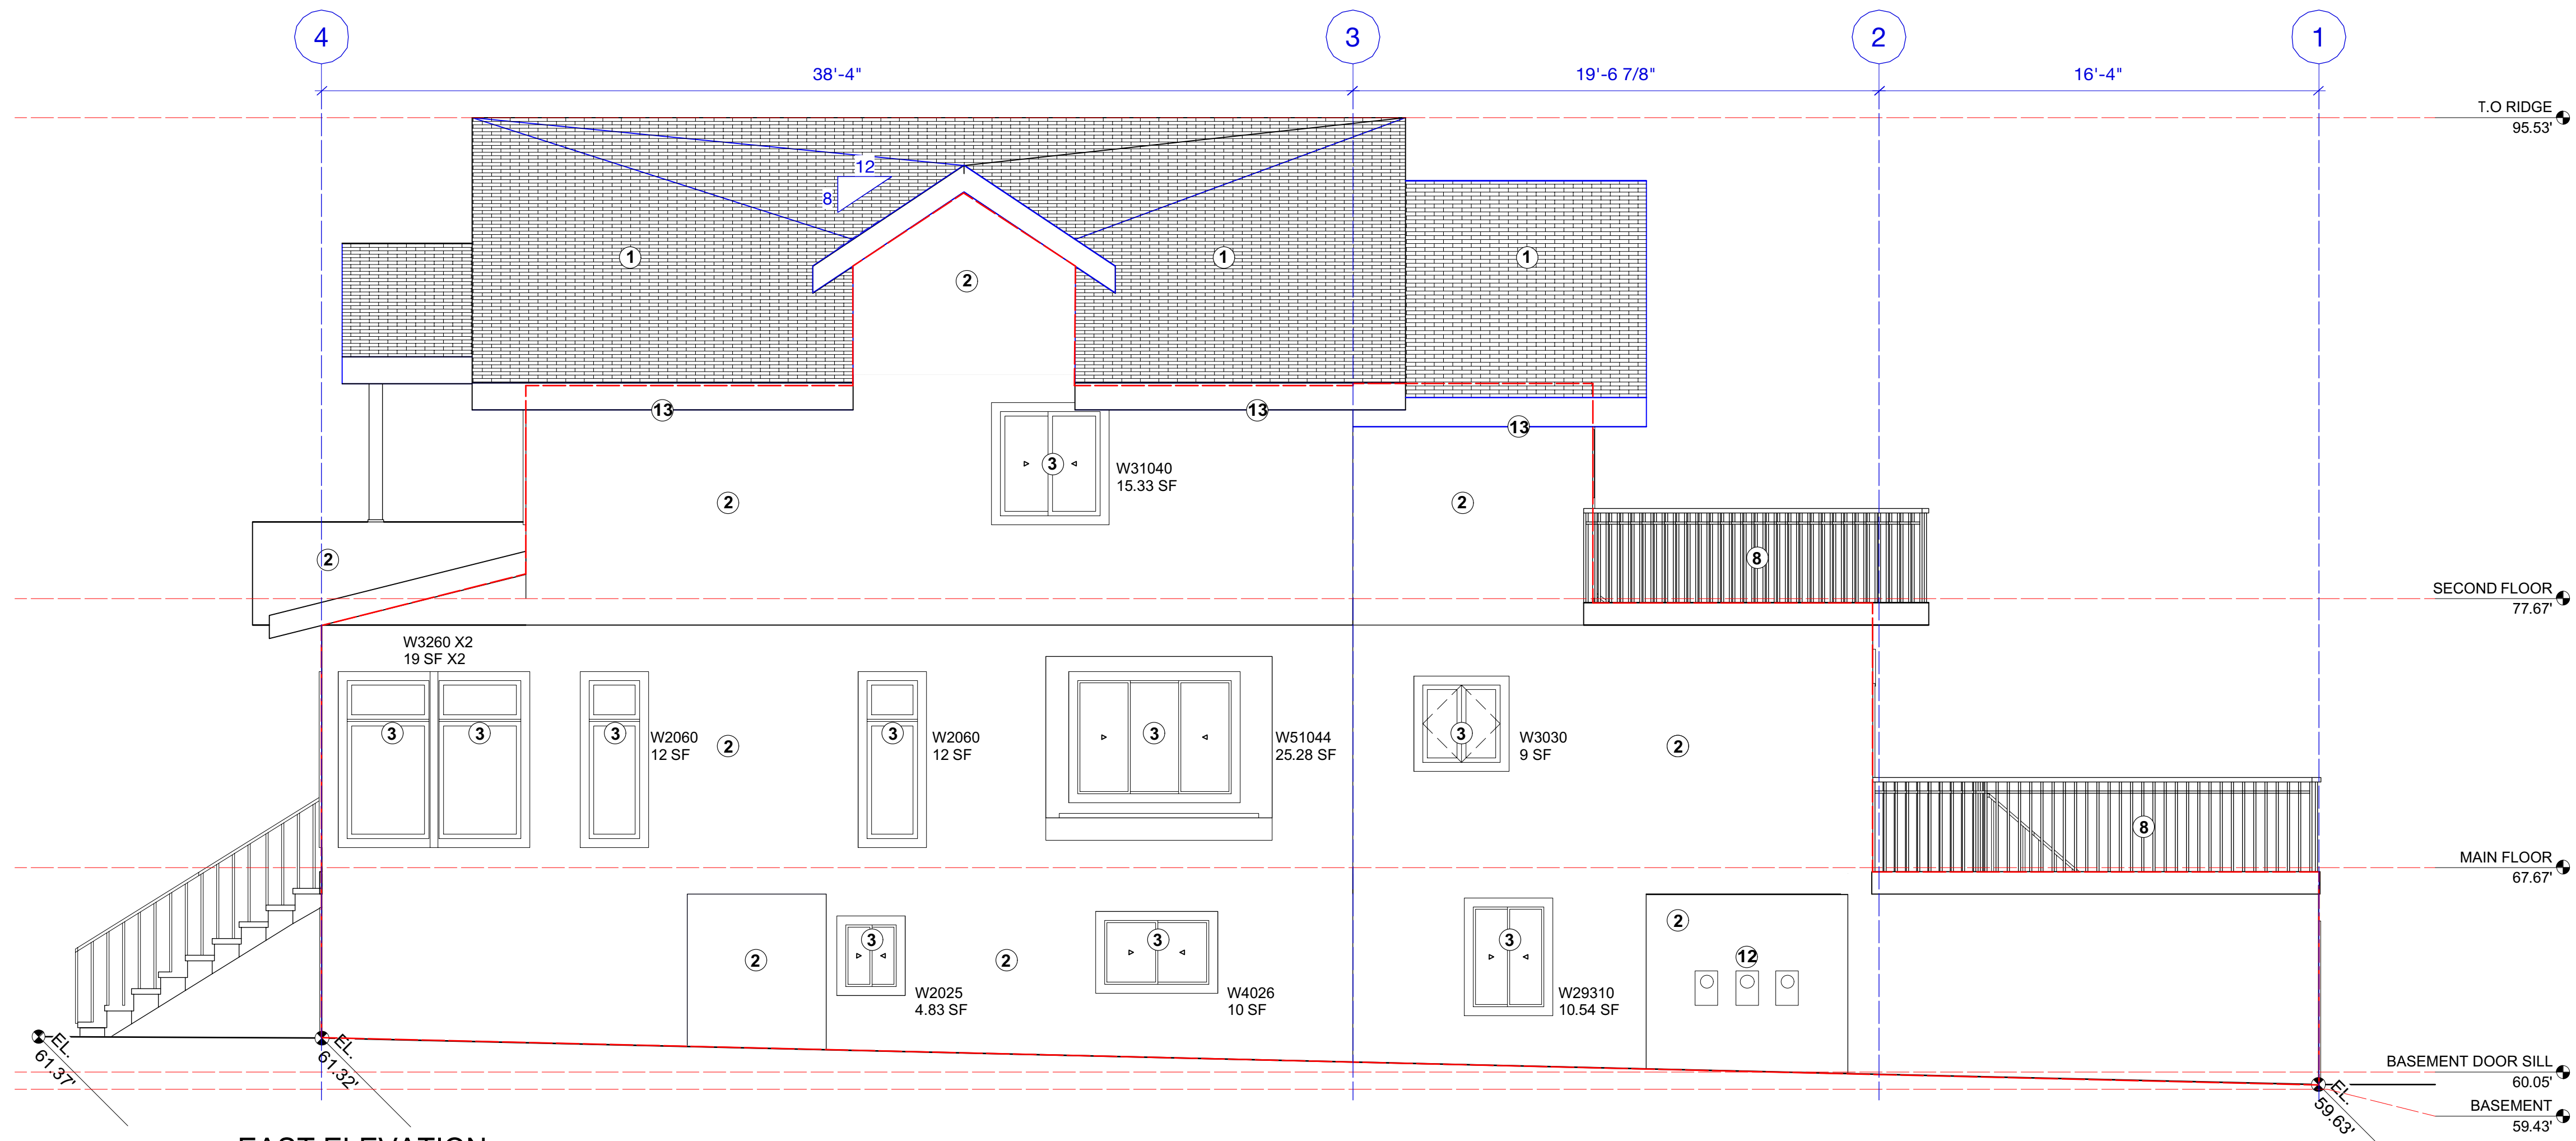 4
3
2
1
38'-4"
19'-6 7/8"
16'-4"
T.O RIDGE
95.53'
12
8
1
1
1
2
13
13
13
3
W31040
15.33 SF
2
2
2
8
SECOND FLOOR
77.67'
W3260 X2
19 SF X2
3
3
3
W2060
12 SF
2
3
W2060
12 SF
3
W51044
25.28 SF
3
W3030
9 SF
2
8
MAIN FLOOR
67.67'
2
3
W2025
4.83 SF
2
3
W4026
10 SF
3
W29310
10.54 SF
2
12
EL.
61.37'
EL.
61.32'
BASEMENT DOOR SILL
60.05'
EL.
59.63'
BASEMENT
59.43'
EAST ELEVATION